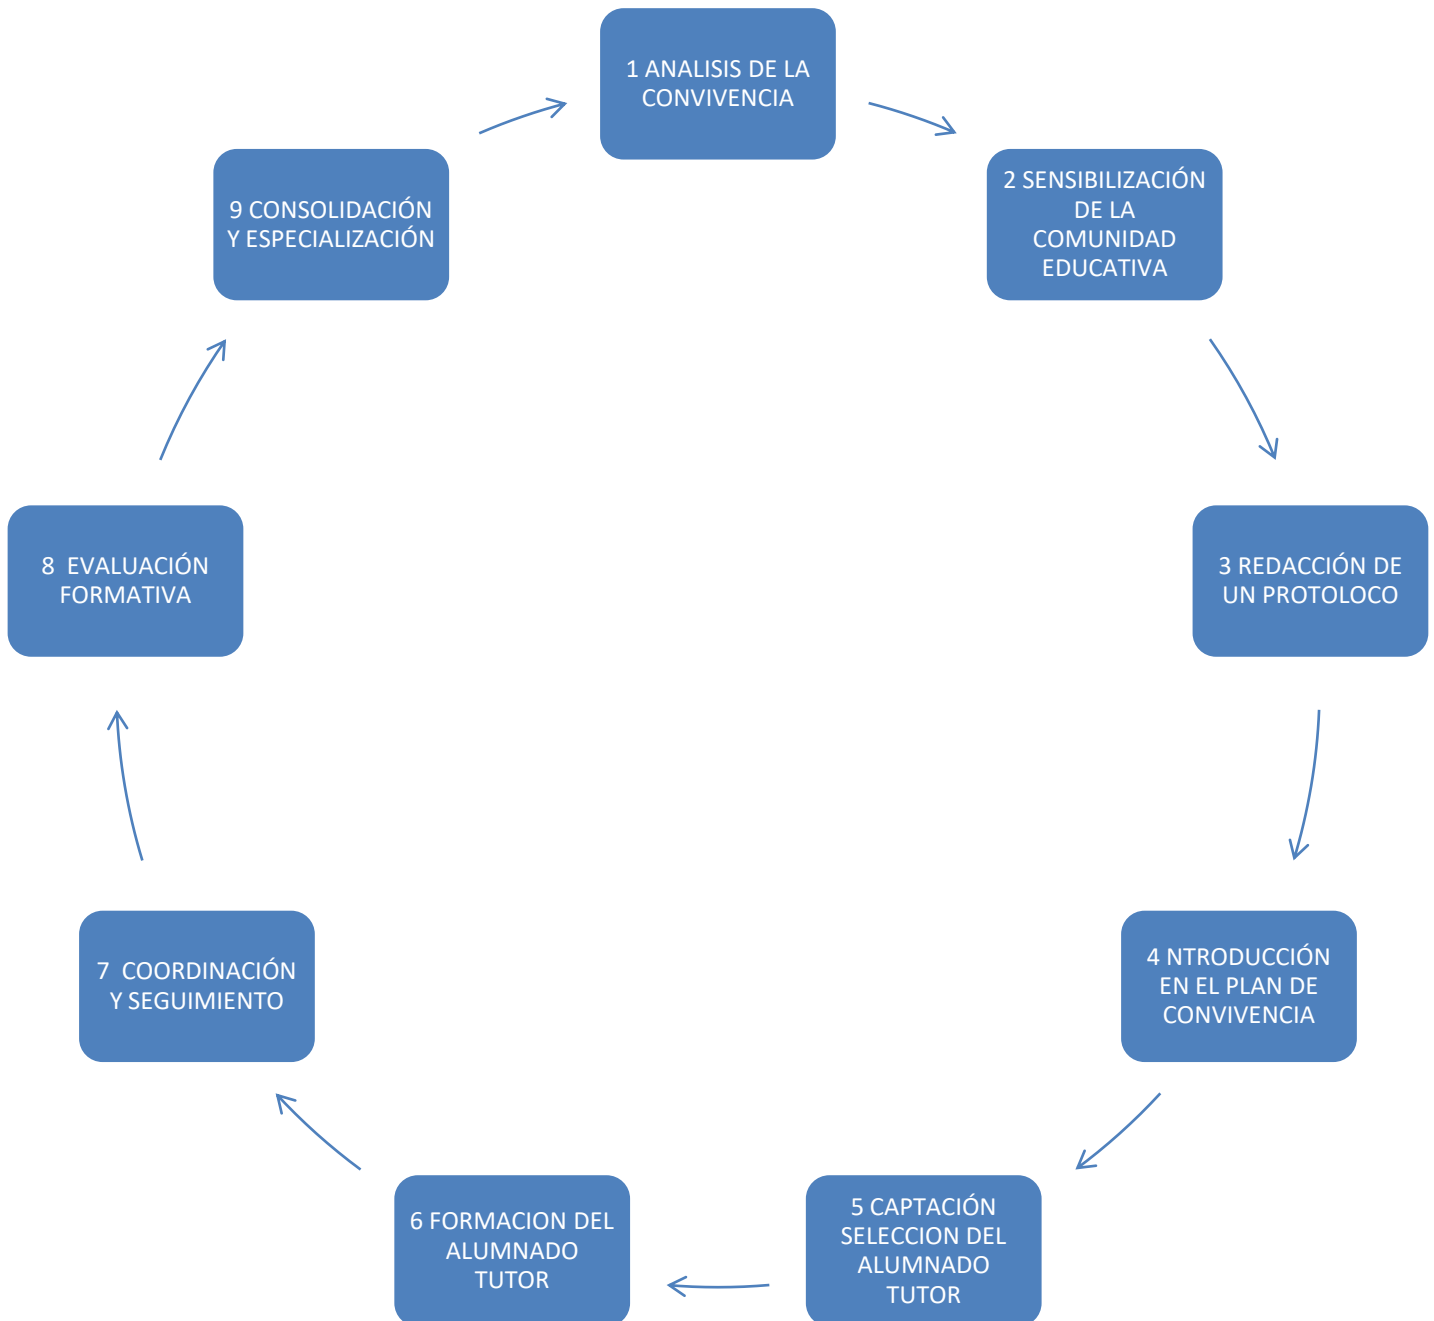 1 ANALISIS DE LA
CONVIVENCIA
2 SENSIBILIZACIÓN
DE LA
COMUNIDAD
EDUCATIVA
3 REDACCIÓN DE
UN PROTOLOCO
4 NTRODUCCIÓN
EN EL PLAN DE
CONVIVENCIA
5 CAPTACIÓN
SELECCION DEL
ALUMNADO
TUTOR
6 FORMACION DEL
ALUMNADO
TUTOR
7  COORDINACIÓN
Y SEGUIMIENTO
8  EVALUACIÓN
FORMATIVA
9 CONSOLIDACIÓN
Y ESPECIALIZACIÓN